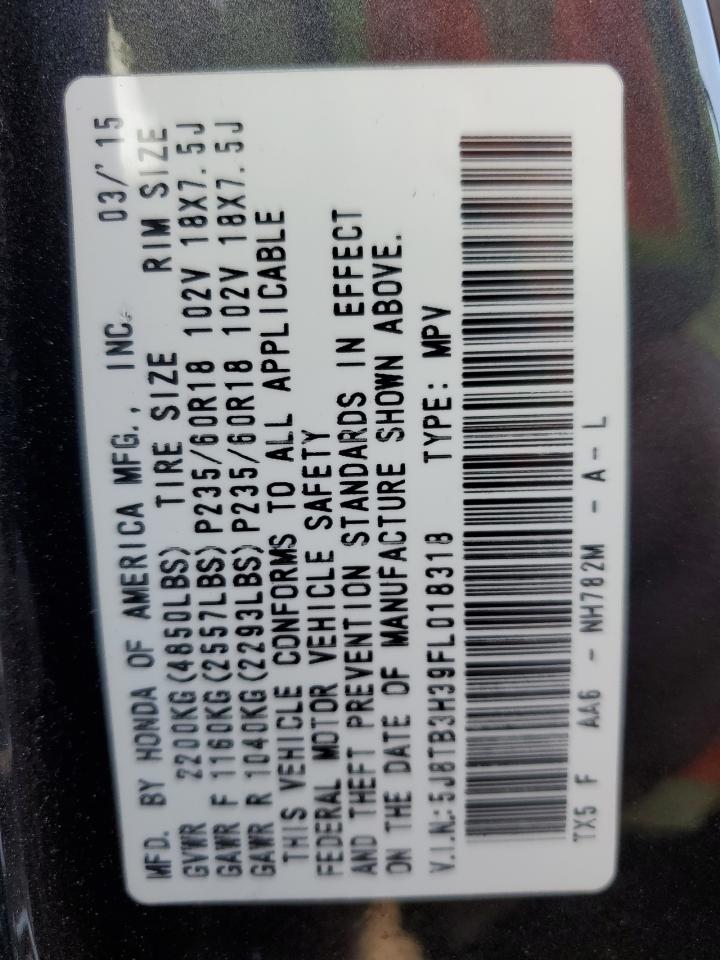 MFD. BY HONDA OF AMERICA MFG., INC. 03/'15
GVWR 2200KG(4850LBS) TIRE SIZE RIM SIZE
GAWR F 1160KG(2557LBS)P235/60R18 102V 18X7.5J
GAWR R 1040KG(2293LBS)P235/60R18 102V 18X7.5J
THIS VEHICLE CONFORMS TO ALL APPLICABLE
FEDERAL MOTOR VEHICLE SAFETY
AND THEFT PREVENTION STANDARDS IN EFFECT
ON THE DATE OF MANUFACTURE SHOWN ABOVE.
V.I.N.:5J8TB3H39FL018318 TYPE: MPV
TX5 F AA6 - NH782M - A - L